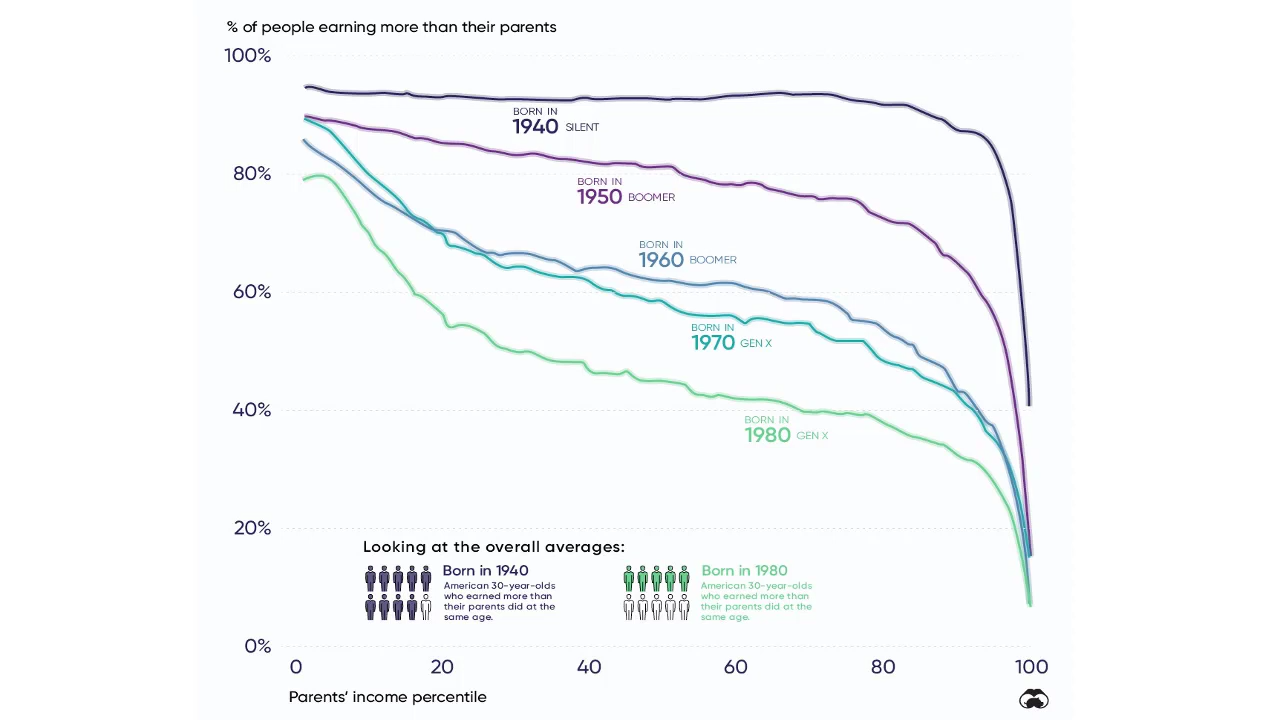 % of people earning more than their parents
100%
80%
60%
40%
20%
0%
BORN IN
1940 SILENT
BORN IN
1950 BOOMER
BORN IN
1960 BOOMER
BORN IN
1970 GEN X
BORN IN
1980 GEN X
Looking at the overall averages:
Born in 1940
American 30-year-olds
who earned more than
their parents did at the
same age.
Born in 1980
American 30-year-olds
who earned more than
their parents did at the
same age.
0 20 40 60 80 100
Parents' income percentile